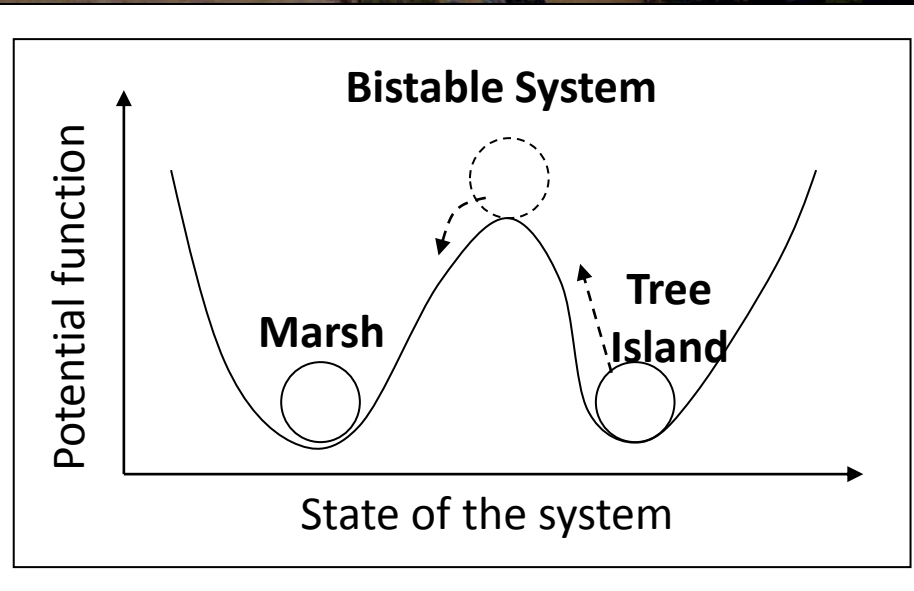 Bistable System
Potential function
Marsh
Tree
Island
State of the system